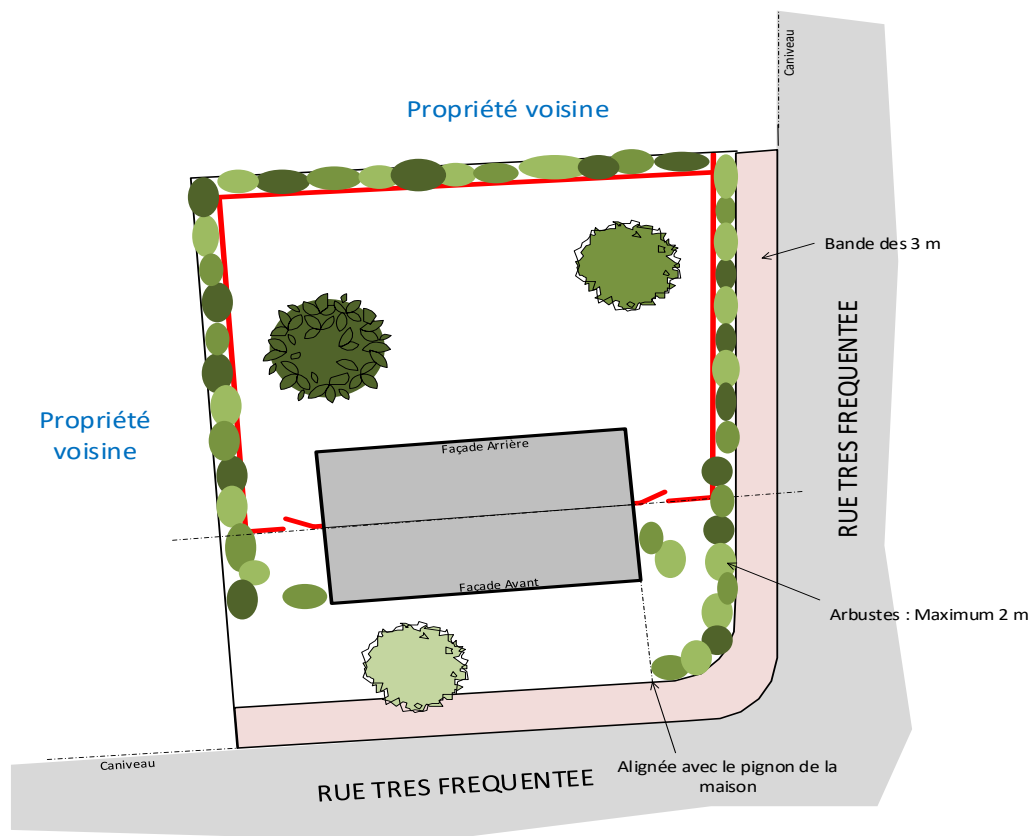 Caniveau
Propriété voisine
Bande des 3 m
RUE TRES FREQUENTEE
Propriété
voisine
Façade Arrière
Façade Avant
Arbustes : Maximum 2 m
Caniveau
RUE TRES FREQUENTEE
Alignée avec le pignon de la
maison